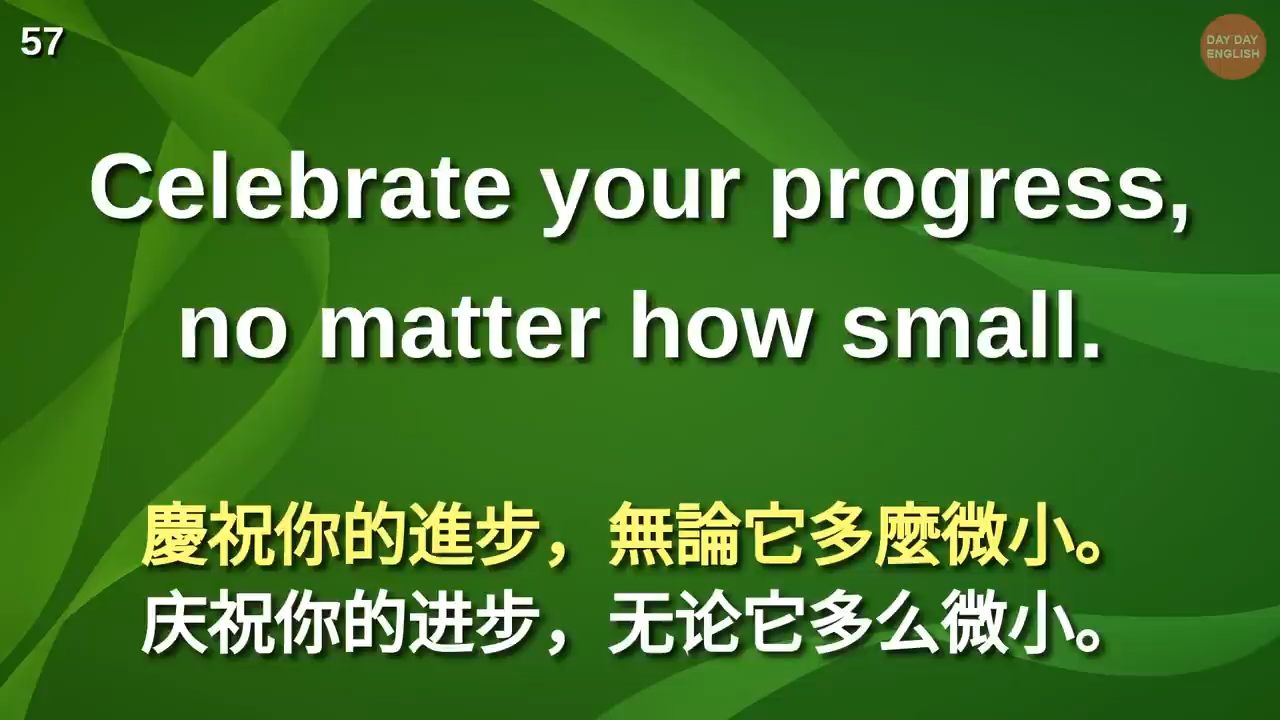 57
DAY DAY
ENGLISH
Celebrate your progress,
no matter how small.
慶祝你的進步，無論它多麼微小。
庆祝你的进步，无论它多么微小。